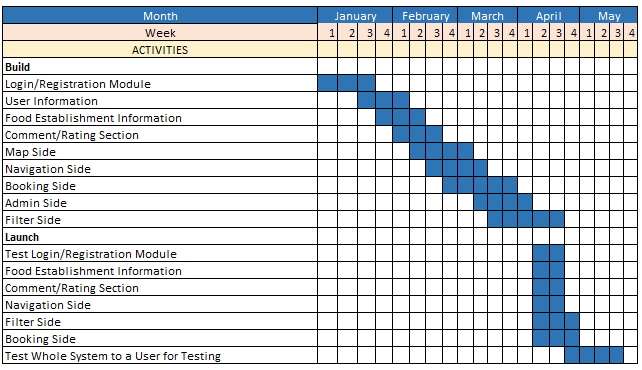 Month January February March April May
Week 1 2 3 4 1 2 3 4 1 2 3 4 1 2 3 4 1 2 3 4
ACTIVITIES
Build
Login/Registration Module
User Information
Food Establishment Information
Comment/Rating Section
Map Side
Navigation Side
Booking Side
Admin Side
Filter Side
Launch
Test Login/Registration Module
Food Establishment Information
Comment/Rating Section
Navigation Side
Filter Side
Booking Side
Test Whole System to a User for Testing